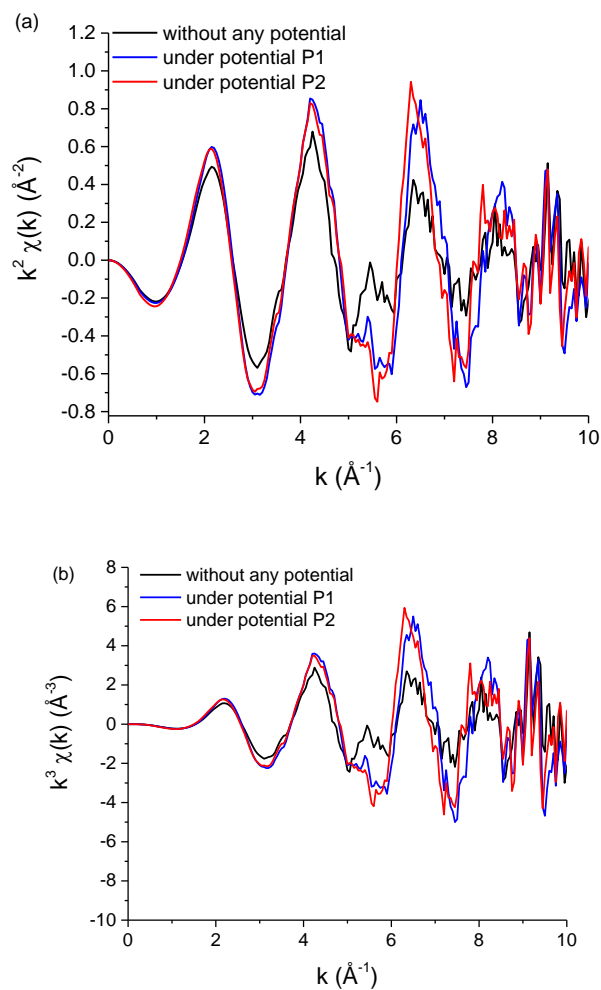 (a)
without any potential
under potential P1
under potential P2
1.2
1.0
0.8
0.6
0.4
0.2
0.0
-0.2
-0.4
-0.6
-0.8
k² χ(k) (Å⁻²)
0 2 4 6 8 10
k (Å⁻¹)
(b)
without any potential
under potential P1
under potential P2
8
6
4
2
0
-2
-4
-6
-8
-10
k³ χ(k) (Å⁻³)
0 2 4 6 8 10
k (Å⁻¹)